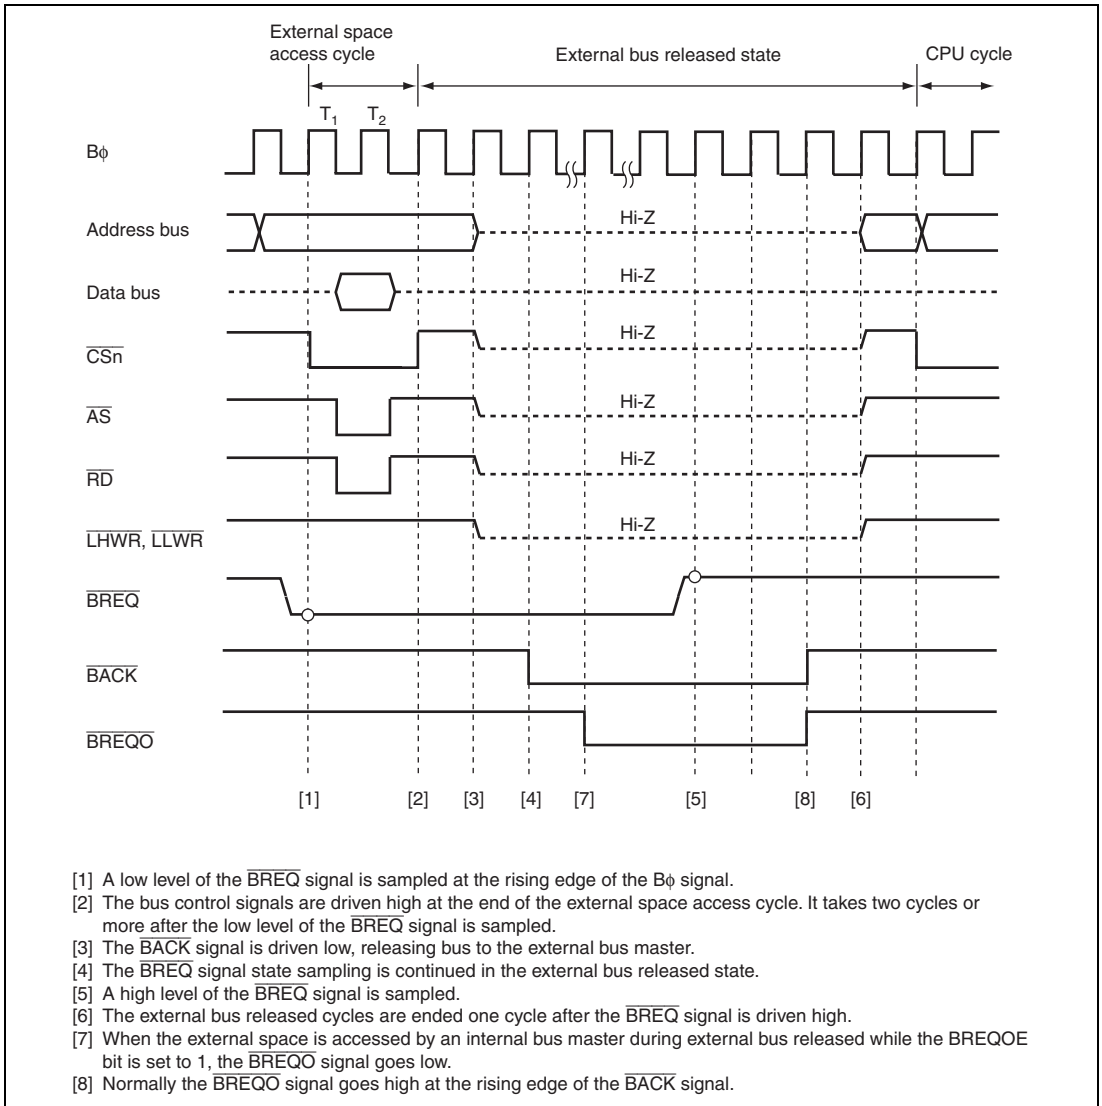 External space
access cycle
External bus released state
CPU cycle
T1 T2
Bϕ
Address bus
Hi-Z
Data bus
Hi-Z
CSn
Hi-Z
AS
Hi-Z
RD
Hi-Z
LHWR, LLWR
Hi-Z
BREQ
BACK
BREQO
[1] [2] [3] [4] [7] [5] [8] [6]
[1] A low level of the BREQ signal is sampled at the rising edge of the Bϕ signal.
[2] The bus control signals are driven high at the end of the external space access cycle. It takes two cycles or
more after the low level of the BREQ signal is sampled.
[3] The BACK signal is driven low, releasing bus to the external bus master.
[4] The BREQ signal state sampling is continued in the external bus released state.
[5] A high level of the BREQ signal is sampled.
[6] The external bus released cycles are ended one cycle after the BREQ signal is driven high.
[7] When the external space is accessed by an internal bus master during external bus released while the BREQOE
bit is set to 1, the BREQO signal goes low.
[8] Normally the BREQO signal goes high at the rising edge of the BACK signal.